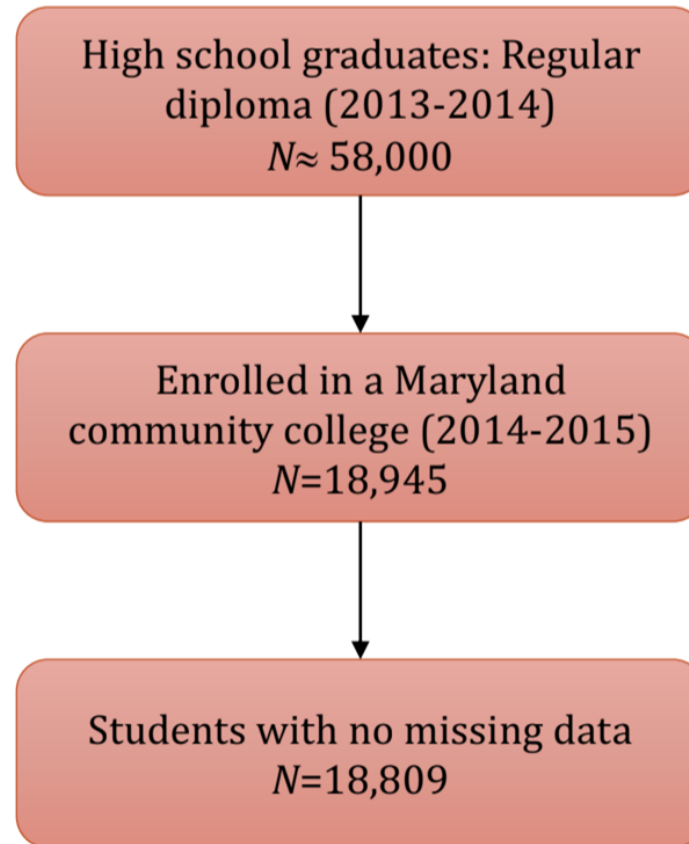 High school graduates: Regular
diploma (2013-2014)
N≈ 58,000
Enrolled in a Maryland
community college (2014-2015)
N=18,945
Students with no missing data
N=18,809